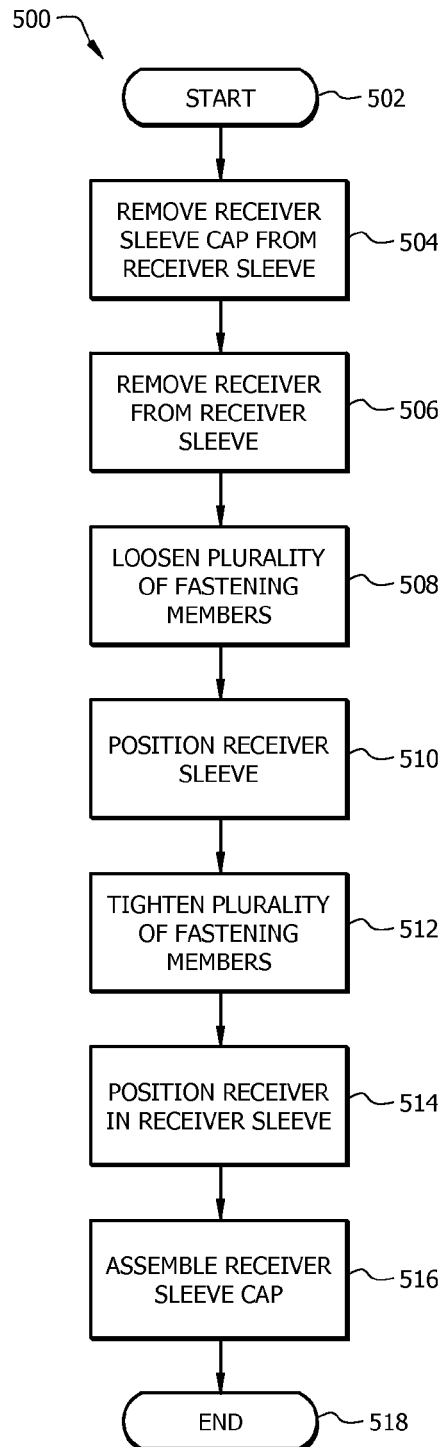 500
START
502
REMOVE RECEIVER
SLEEVE CAP FROM
RECEIVER SLEEVE
504
REMOVE RECEIVER
FROM RECEIVER
SLEEVE
506
LOOSEN PLURALITY
OF FASTENING
MEMBERS
508
POSITION RECEIVER
SLEEVE
510
TIGHTEN PLURALITY
OF FASTENING
MEMBERS
512
POSITION RECEIVER
IN RECEIVER SLEEVE
514
ASSEMBLE RECEIVER
SLEEVE CAP
516
END
518